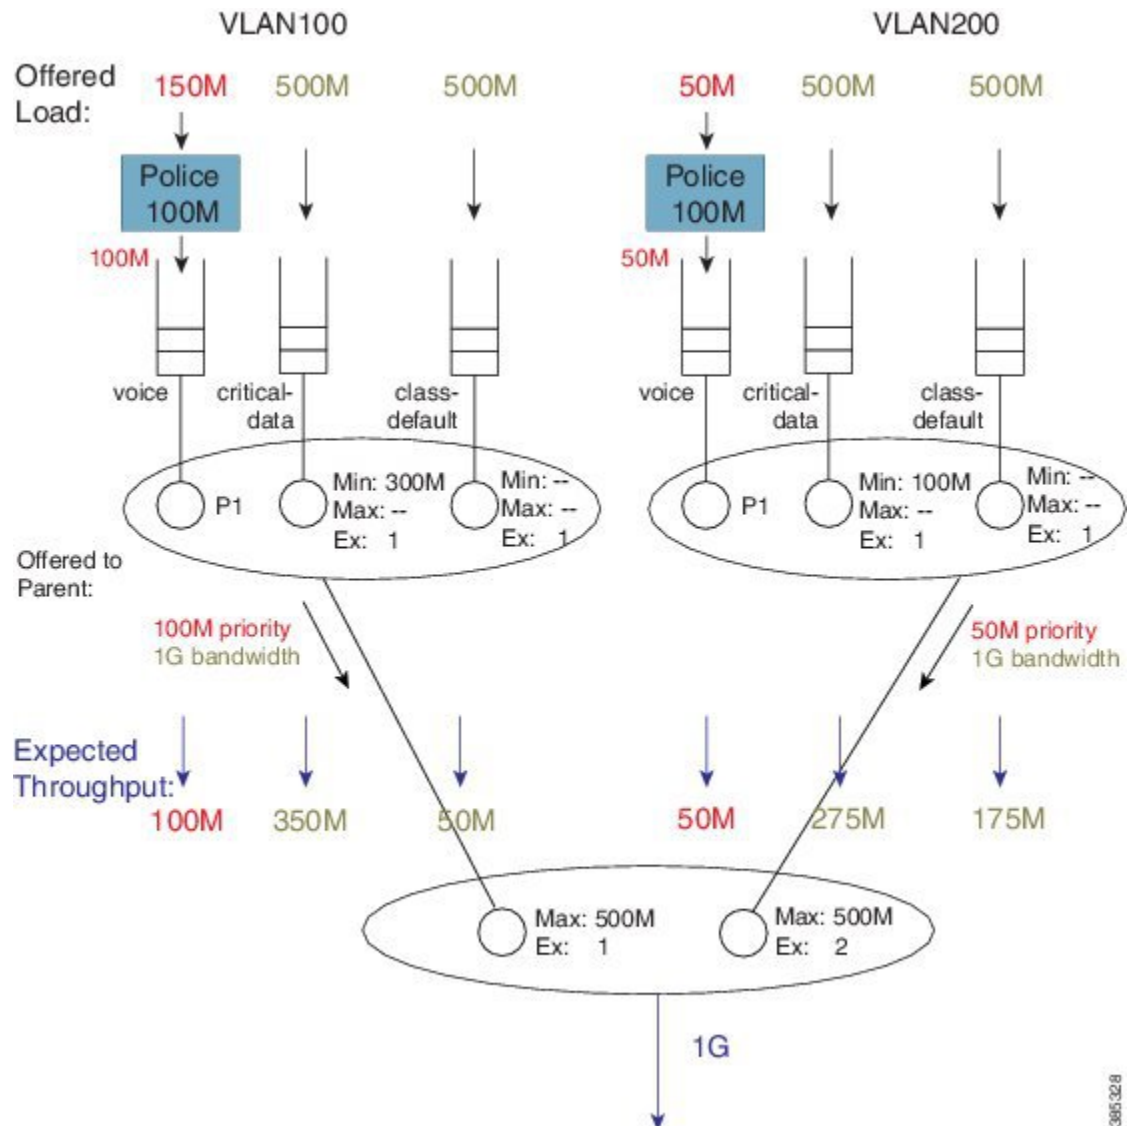 VLAN100
VLAN200
Offered
Load:
150M
500M
500M
50M
500M
500M
Police
100M
Police
100M
100M
50M
voice
critical-
data
class-
default
voice
critical-
data
class-
default
P1
Min: 300M
Max: --
Ex: 1
Min: --
Max: --
Ex: 1
P1
Min: 100M
Max: --
Ex: 1
Min: --
Max: --
Ex: 1
Offered to
Parent:
100M priority
1G bandwidth
50M priority
1G bandwidth
Expected
Throughput:
100M
350M
50M
50M
275M
175M
Max: 500M
Ex: 1
Max: 500M
Ex: 2
1G
385328